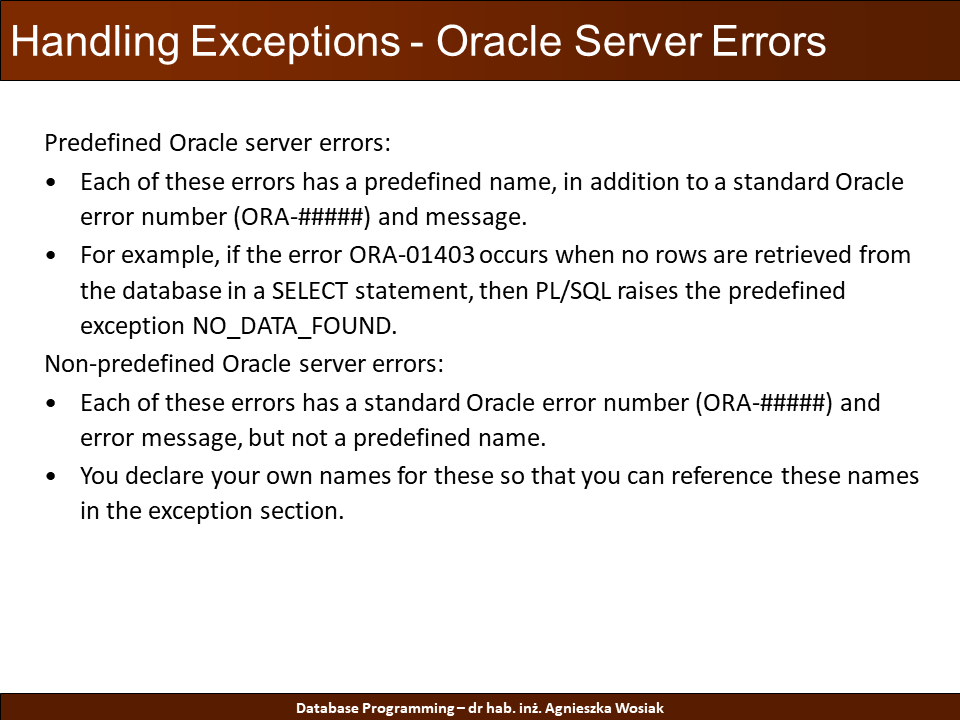 Handling Exceptions - Oracle Server Errors
Predefined Oracle server errors:
• Each of these errors has a predefined name, in addition to a standard Oracle
error number (ORA-#####) and message.
• For example, if the error ORA-01403 occurs when no rows are retrieved from
the database in a SELECT statement, then PL/SQL raises the predefined
exception NO_DATA_FOUND.
Non-predefined Oracle server errors:
• Each of these errors has a standard Oracle error number (ORA-#####) and
error message, but not a predefined name.
• You declare your own names for these so that you can reference these names
in the exception section.
Database Programming – dr hab. inż. Agnieszka Wosiak